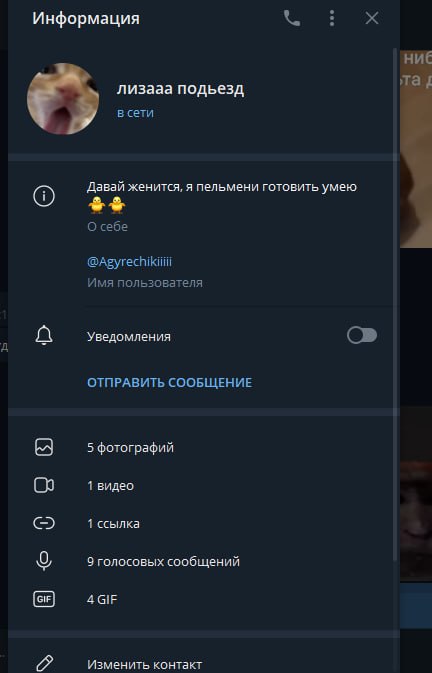 Информация
лизааа подьезд
в сети
Давай женится, я пельмени готовить умею
🐥🐥
О себе
@Agyrechikiiiii
Имя пользователя
Уведомления
ОТПРАВИТЬ СООБЩЕНИЕ
5 фотографий
1 видео
1 ссылка
9 голосовых сообщений
GIF 4 GIF
Изменить контакт